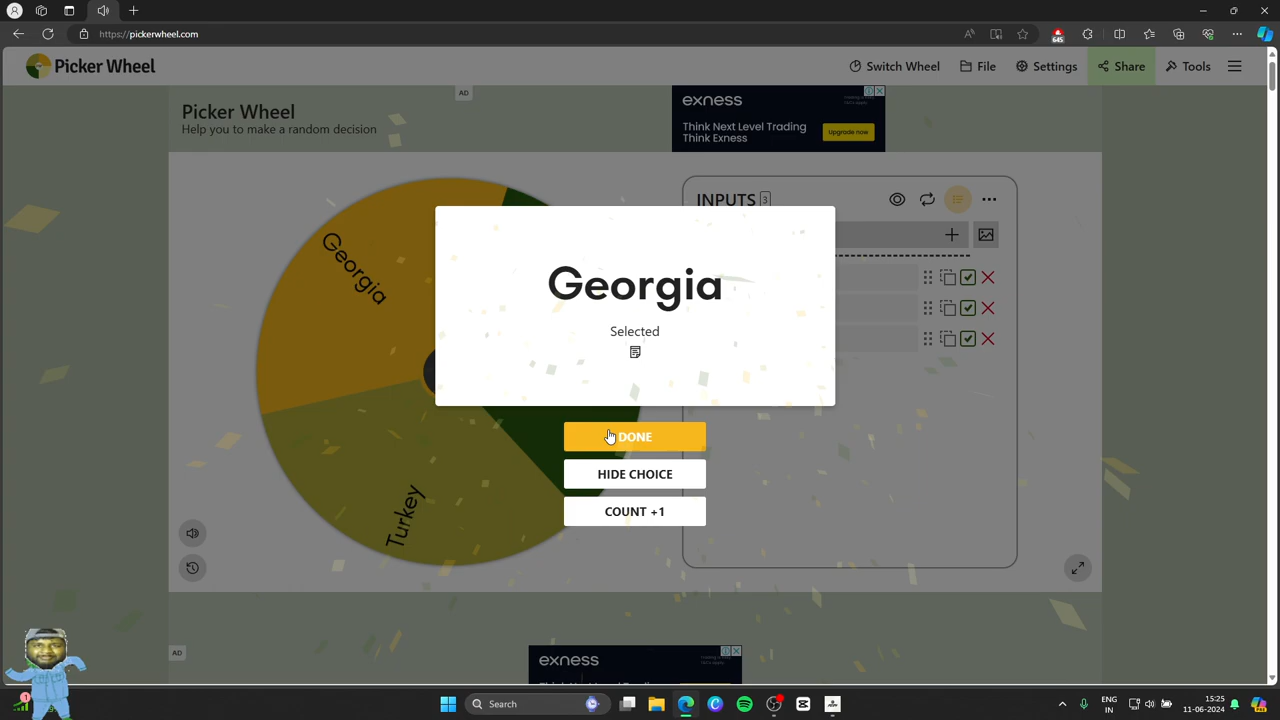 https://pickerwheel.com
645
Picker Wheel
Switch Wheel
File
Settings
Share
Tools
Picker Wheel
Help you to make a random decision
AD
exness
Think Next Level Trading
Think Exness
Upgrade now
INPUTS 3
Georgia
Turkey
Georgia
Selected
DONE
HIDE CHOICE
COUNT +1
AD
exness
Search
ENG
IN
15:25
11-06-2024